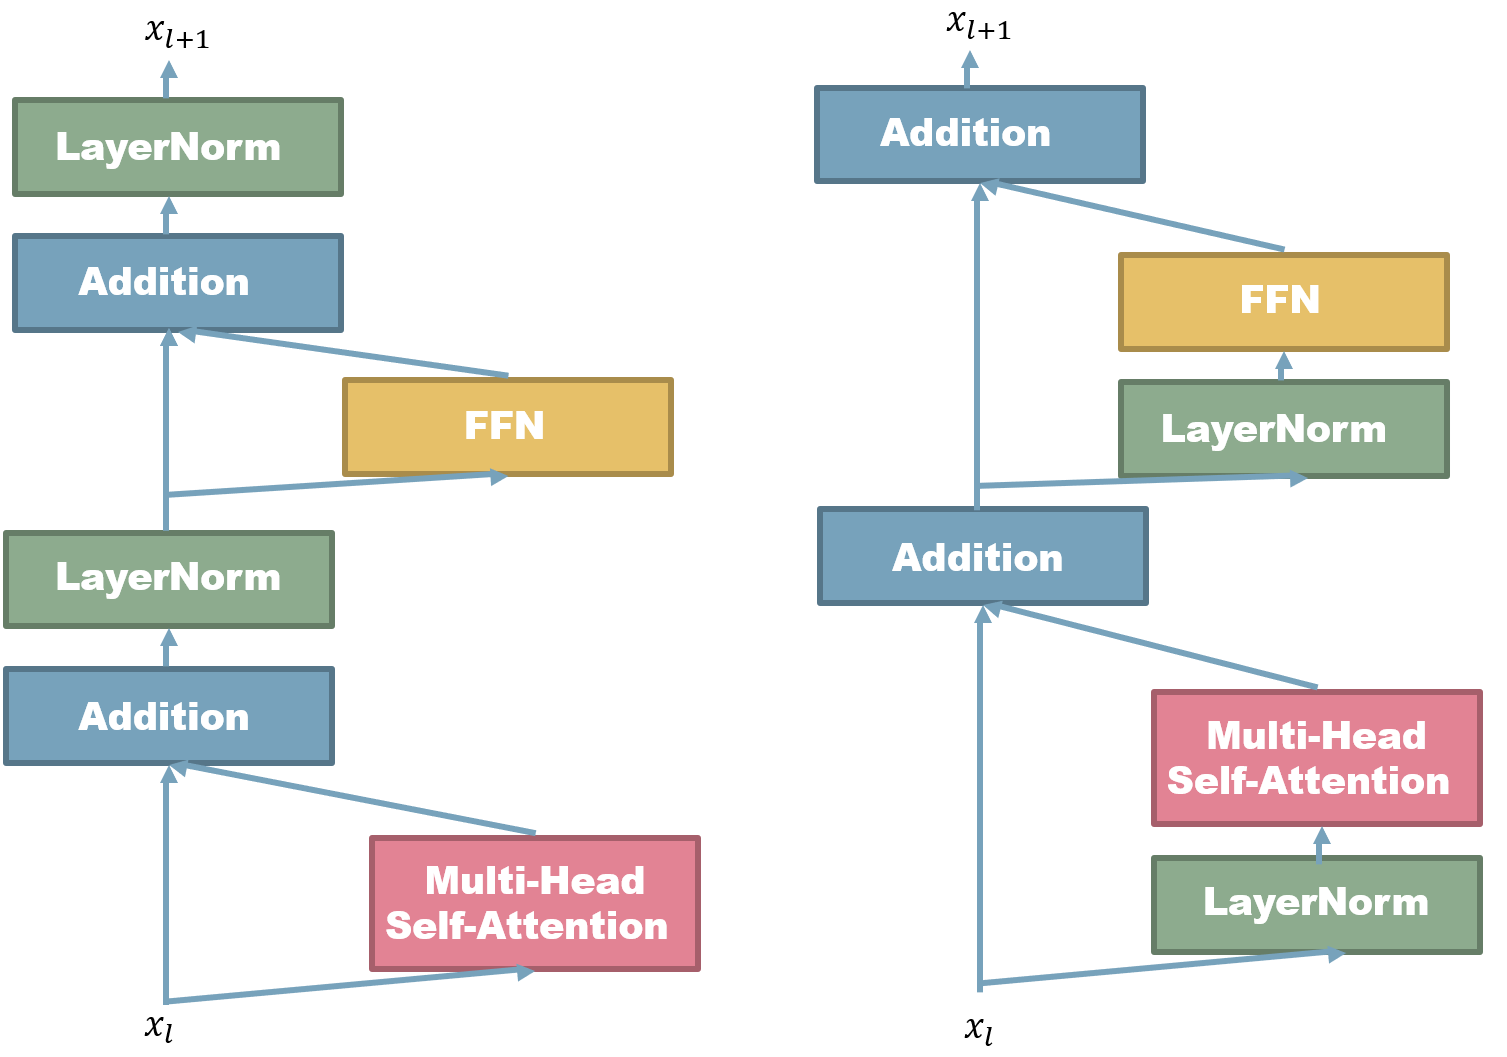 x_{l+1}
LayerNorm
Addition
FFN
LayerNorm
Addition
Multi-Head
Self-Attention
x_l
x_{l+1}
Addition
FFN
LayerNorm
Addition
Multi-Head
Self-Attention
LayerNorm
x_l